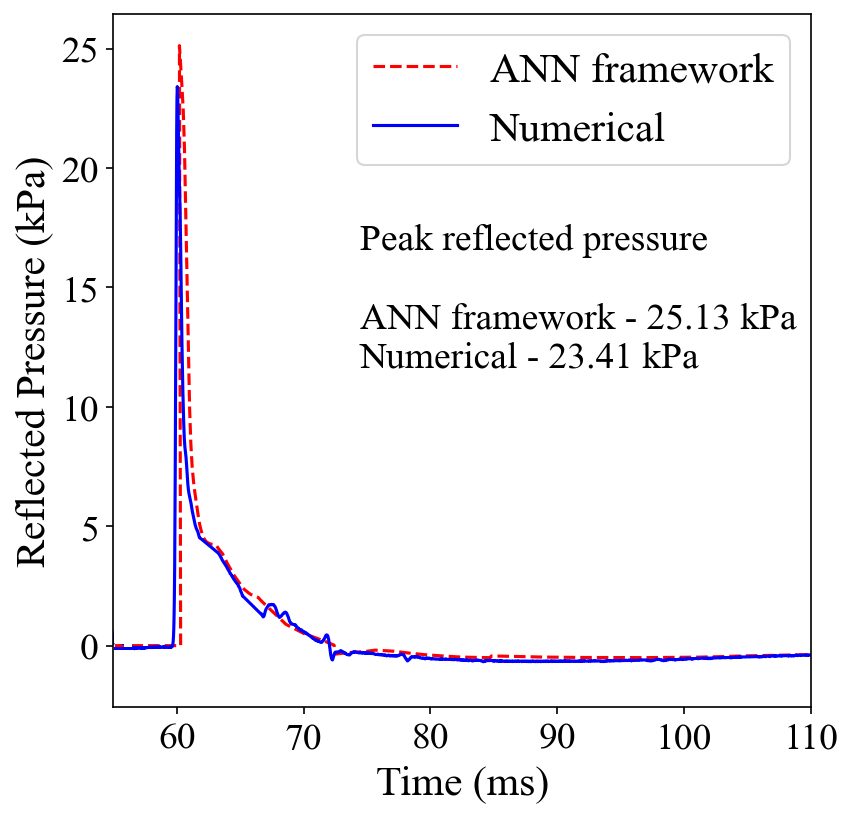 ANN framework
Numerical
Peak reflected pressure
ANN framework - 25.13 kPa
Numerical - 23.41 kPa
Reflected Pressure (kPa)
25
20
15
10
5
0
60 70 80 90 100 110
Time (ms)